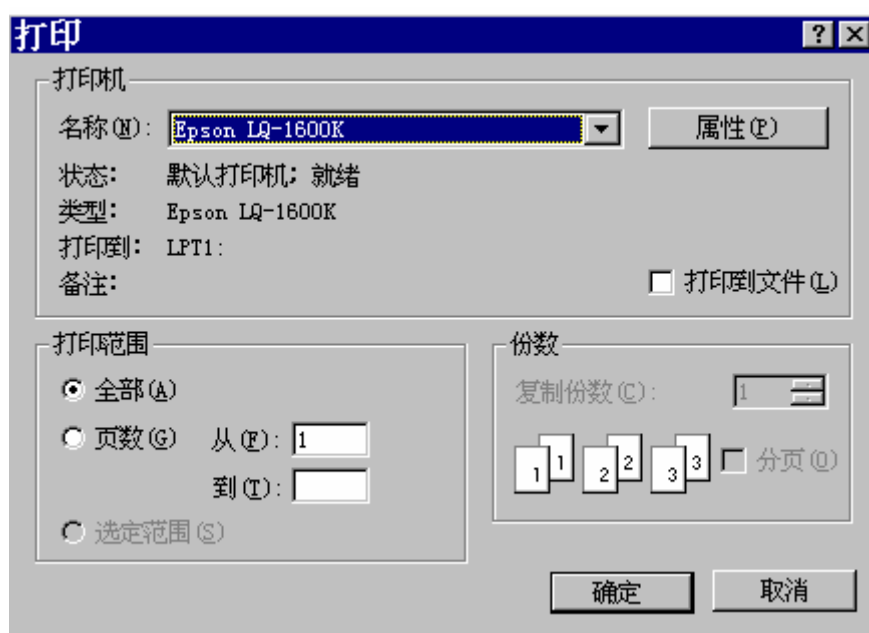 打印
打印机
名称(N): Epson LQ-1600K 属性(P)
状态: 默认打印机; 就绪
类型: Epson LQ-1600K
打印到: LPT1:
备注: 打印到文件(L)
打印范围
全部(A)
页数(G) 从(F): 1
到(T):
选定范围(S)
份数
复制份数(C): 1
1 1 2 2 3 3 分页(O)
确定 取消